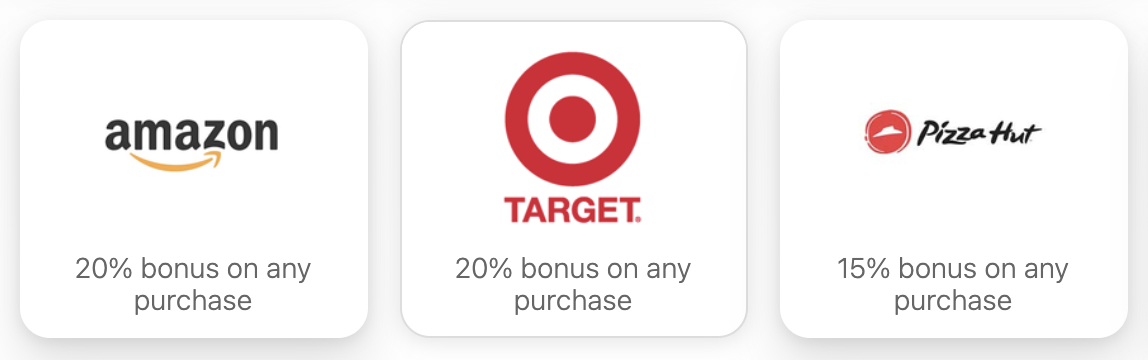 amazon
20% bonus on any
purchase
TARGET®
20% bonus on any
purchase
Pizza Hut
15% bonus on any
purchase